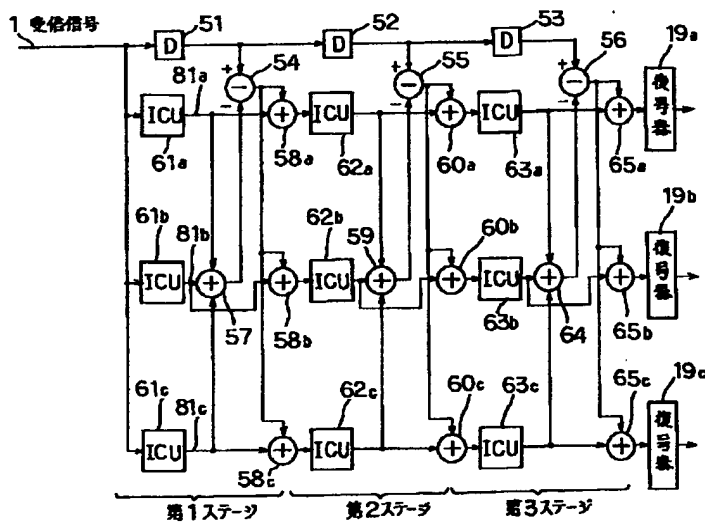 1 受信信号
D
51
D
52
D
53
+
−
54
−
+
−
55
−
+
−
56
−
19a
復号器
81a
ICU
61a
+
58a
ICU
62a
+
60a
ICU
63a
+
65a
61b
ICU
81b
+
57
+
58b
62b
ICU
59
+
60b
+
ICU
63b
+
64
+
65b
19b
復号器
61c
ICU
81c
+
58c
62c
ICU
60c
+
63c
ICU
65c
+
19c
復号器
第1ステージ
第2ステージ
第3ステージ